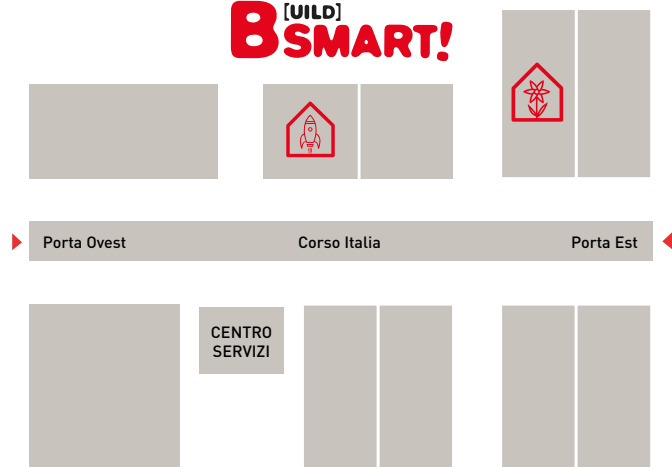 B[UILD]
SMART!
Porta Ovest
Corso Italia
Porta Est
CENTRO
SERVIZI